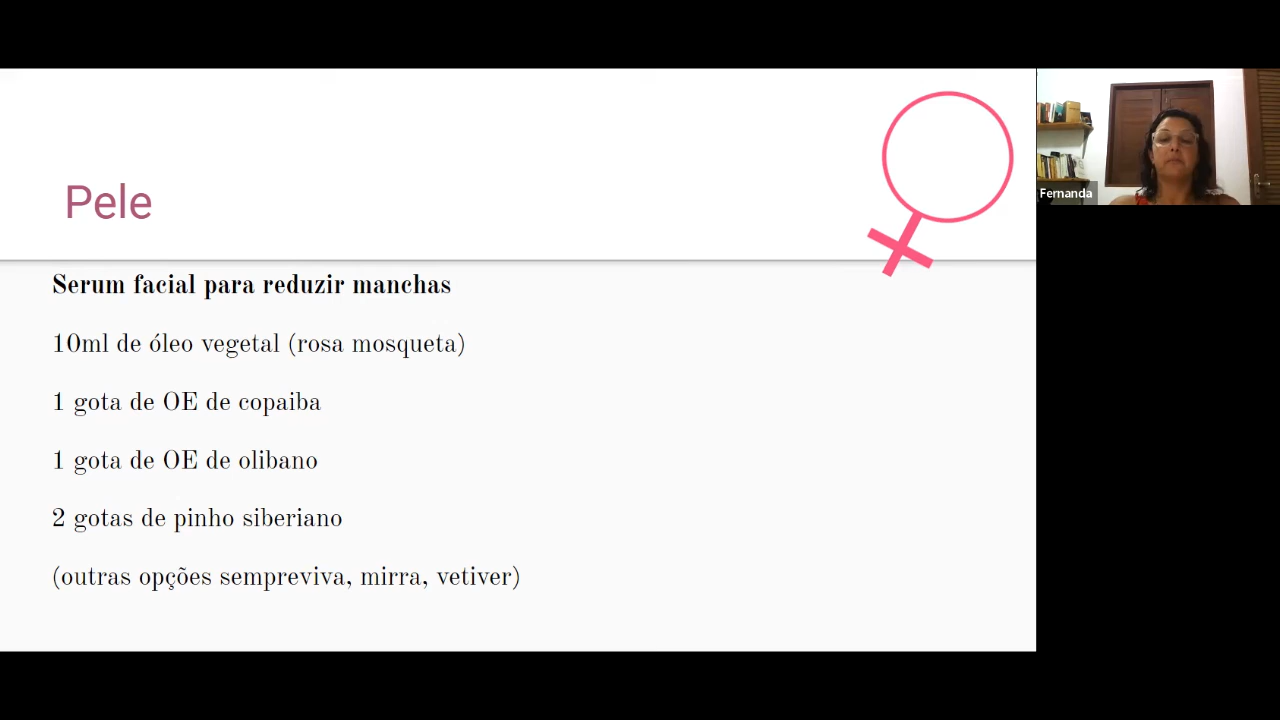 Pele
Serum facial para reduzir manchas
10ml de óleo vegetal (rosa mosqueta)
1 gota de OE de copaiba
1 gota de OE de olibano
2 gotas de pinho siberiano
(outras opções sempreviva, mirra, vetiver)
Fernanda